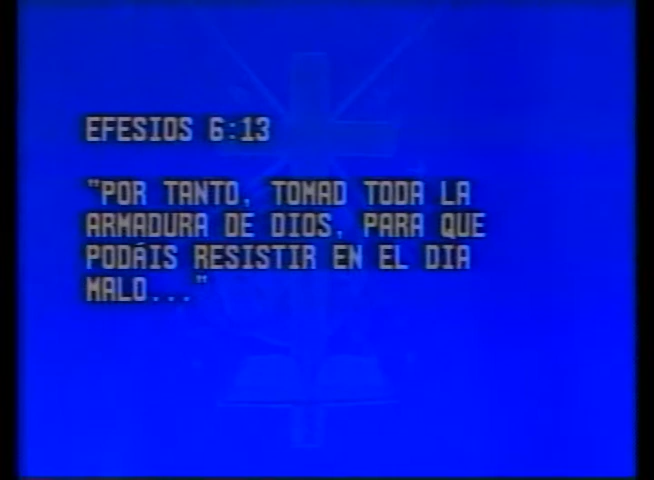 EFESIOS 6:13
"POR TANTO, TOMAD TODA LA
ARMADURA DE DIOS, PARA QUE
PODÁIS RESISTIR EN EL DIA
MALO..."